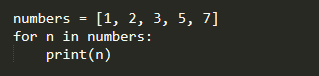 numbers = [1, 2, 3, 5, 7]
for n in numbers:
    print(n)